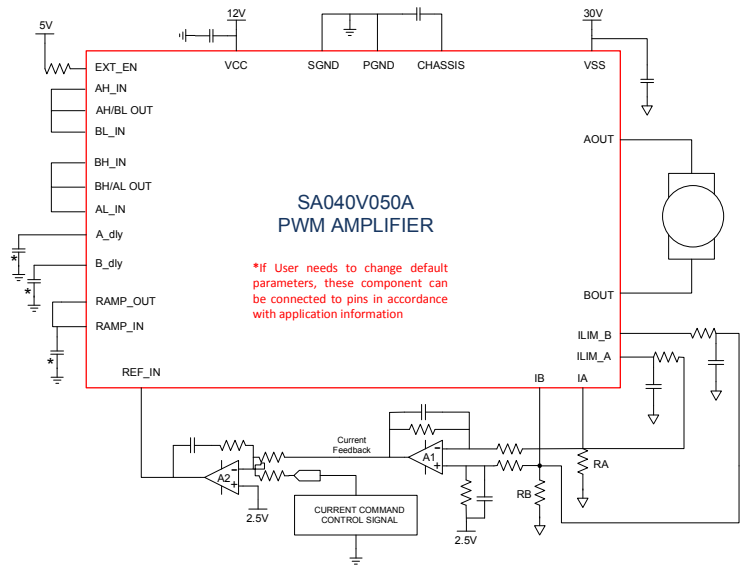 5V
12V
30V
EXT_EN
VCC
SGND
PGND
CHASSIS
VSS
AH_IN
AH/BL OUT
BL_IN
AOUT
BH_IN
BH/AL OUT
AL_IN
SA040V050A
PWM AMPLIFIER
A_dly
*
B_dly
*
*If User needs to change default
parameters, these component can
be connected to pins in accordance
with application information
RAMP_OUT
BOUT
RAMP_IN
*
ILIM_B
ILIM_A
REF_IN
IB
IA
Current
Feedback
A1
-
+
RA
A2
-
+
RB
2.5V
CURRENT COMMAND
CONTROL SIGNAL
2.5V